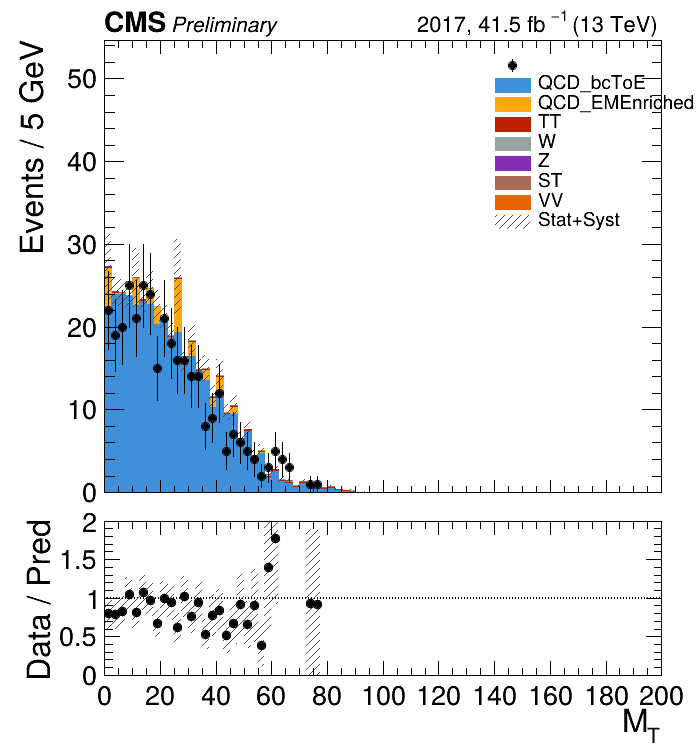 CMS Preliminary 2017, 41.5 fb⁻¹ (13 TeV)
Events / 5 GeV
50
40
30
20
10
0
QCD_bcToE
QCD_EMEnriched
TT
W
Z
ST
VV
Stat+Syst
Data / Pred
2
1.5
1
0.5
0
0 20 40 60 80 100 120 140 160 180 200
M_T